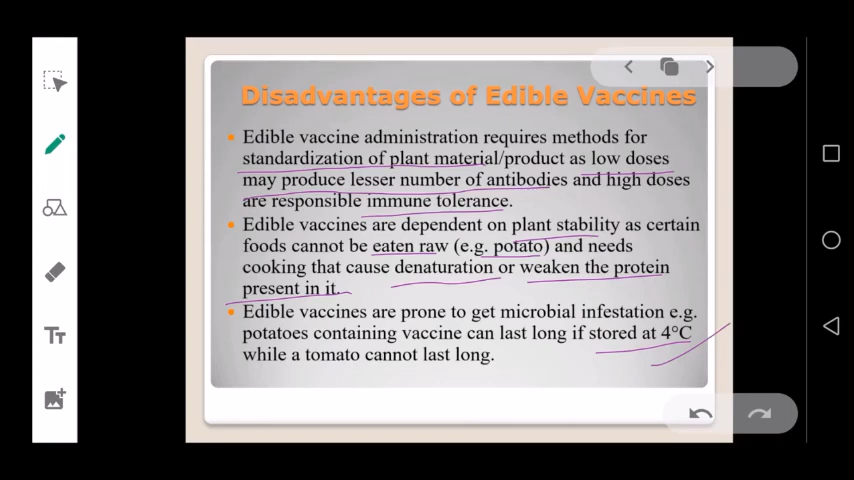 Disadvantages of Edible Vaccines
• Edible vaccine administration requires methods for
standardization of plant material/product as low doses
may produce lesser number of antibodies and high doses
are responsible immune tolerance.
• Edible vaccines are dependent on plant stability as certain
foods cannot be eaten raw (e.g. potato) and needs
cooking that cause denaturation or weaken the protein
present in it.
• Edible vaccines are prone to get microbial infestation e.g.
potatoes containing vaccine can last long if stored at 4°C
while a tomato cannot last long.
Tт